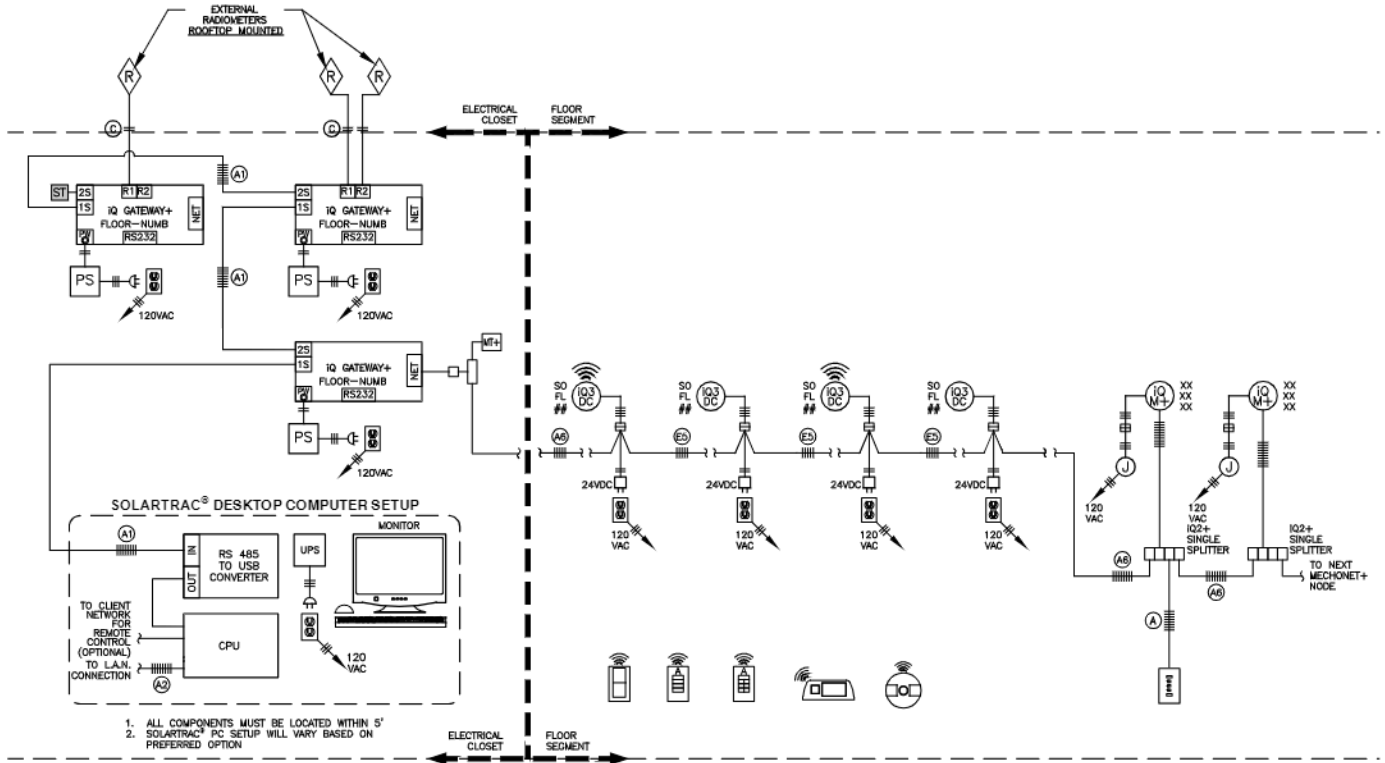 EXTERNAL
RADIOMETERS
ROOFTOP MOUNTED
R
R
R
C
C
ELECTRICAL
CLOSET
FLOOR
SEGMENT
A1
ST
2S
1S
R1 R2
iQ GATEWAY+
FLOOR-NUMB
RS232
NET
PW
PS
120VAC
2S
1S
R1 R2
iQ GATEWAY+
FLOOR-NUMB
RS232
NET
PW
PS
120VAC
A1
2S
1S
iQ GATEWAY+
FLOOR-NUMB
RS232
NET
PW
PS
120VAC
MT+
SO
FL
##
iQ3
DC
SO
FL
##
iQ3
DC
SO
FL
##
iQ3
DC
SO
FL
##
iQ3
DC
iQ
M+
XX
XX
XX
iQ
M+
XX
XX
XX
A6
E5
E5
E5
J
J
24VDC
24VDC
24VDC
24VDC
120
VAC
120
VAC
120
VAC
120
VAC
120
VAC
120
VAC
iQ2+
SINGLE
SPLITTER
iQ2+
SINGLE
SPLITTER
A6
A6
TO NEXT
MECHONET+
NODE
A
SOLARTRAC® DESKTOP COMPUTER SETUP
A1
IN
OUT
RS 485
TO USB
CONVERTER
UPS
MONITOR
TO CLIENT
NETWORK
FOR
REMOTE
CONTROL
(OPTIONAL)
CPU
120
VAC
TO L.A.N.
CONNECTION
A2
1. ALL COMPONENTS MUST BE LOCATED WITHIN 5'
2. SOLARTRAC® PC SETUP WILL VARY BASED ON
PREFERRED OPTION
ELECTRICAL
CLOSET
FLOOR
SEGMENT